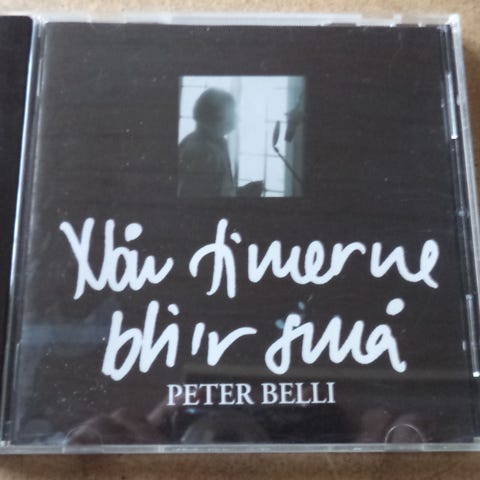 Når timerne
bli'r små
PETER BELLI